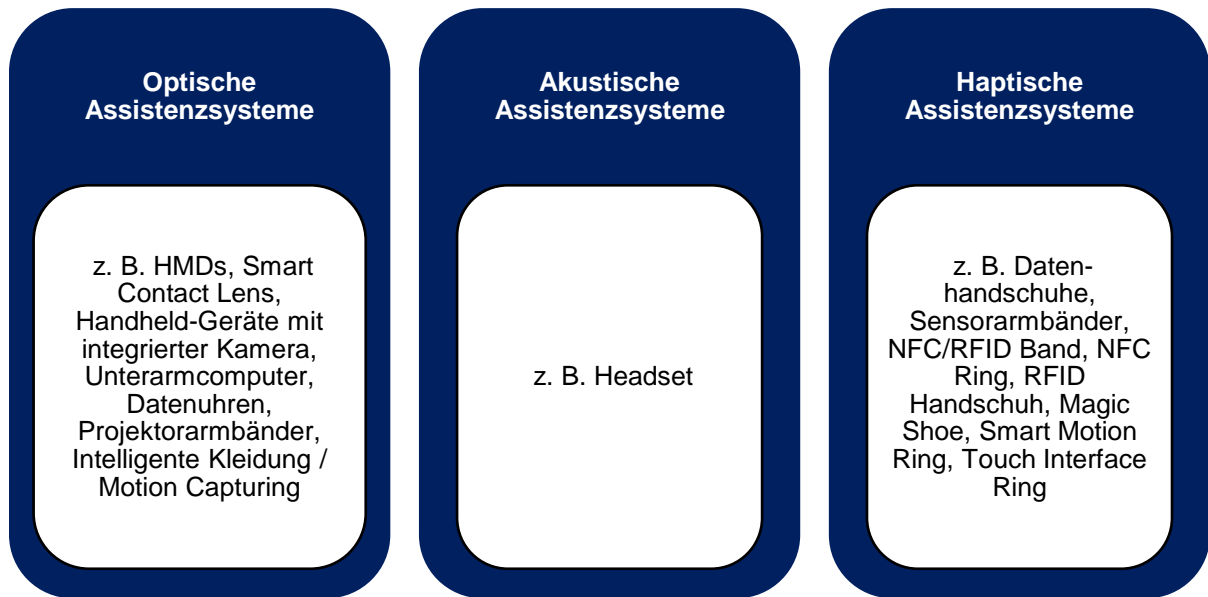 Optische
Assistenzsysteme
z. B. HMDs, Smart
Contact Lens,
Handheld-Geräte mit
integrierter Kamera,
Unterarmcomputer,
Datenuhren,
Projektorarmbänder,
Intelligente Kleidung /
Motion Capturing
Akustische
Assistenzsysteme
z. B. Headset
Haptische
Assistenzsysteme
z. B. Daten-
handschuhe,
Sensorarmbänder,
NFC/RFID Band, NFC
Ring, RFID
Handschuh, Magic
Shoe, Smart Motion
Ring, Touch Interface
Ring